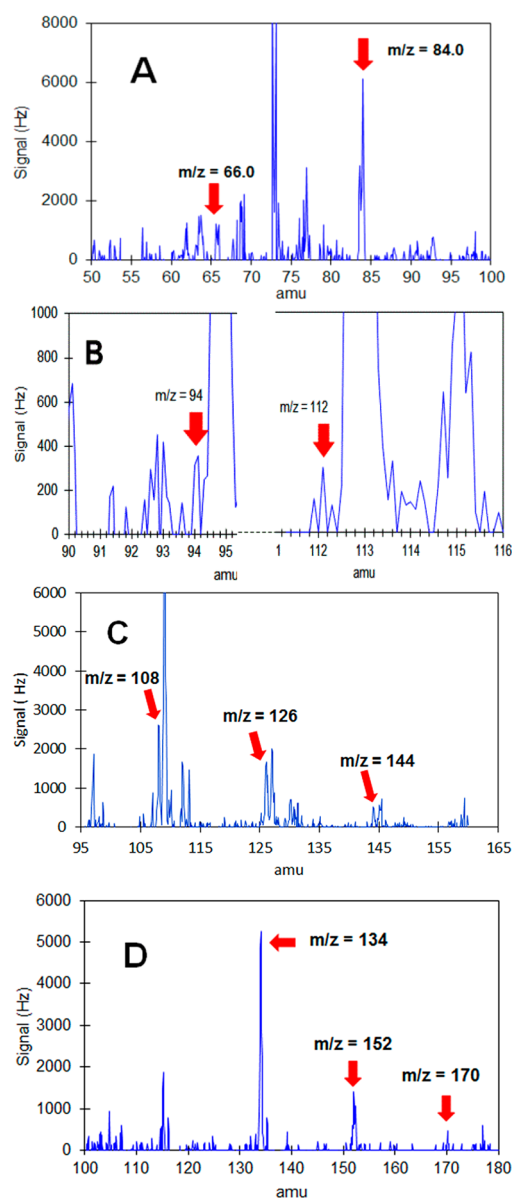 8000
A
m/z = 84.0
6000
Signal (Hz)
4000
m/z = 66.0
2000
0
50 55 60 65 70 75 80 85 90 95 100
amu
1000
B
800
Signal (Hz)
600
m/z = 94
m/z = 112
400
200
0
90 91 92 93 94 95 1 112 113 114 115 116
amu amu
6000
C
5000
Signal ( Hz)
4000
m/z = 108
3000
m/z = 126
2000
m/z = 144
1000
0
95 105 115 125 135 145 155 165
amu
6000
D
5000
m/z = 134
4000
Signal (Hz)
3000
m/z = 152
2000
m/z = 170
1000
0
100 110 120 130 140 150 160 170 180
amu